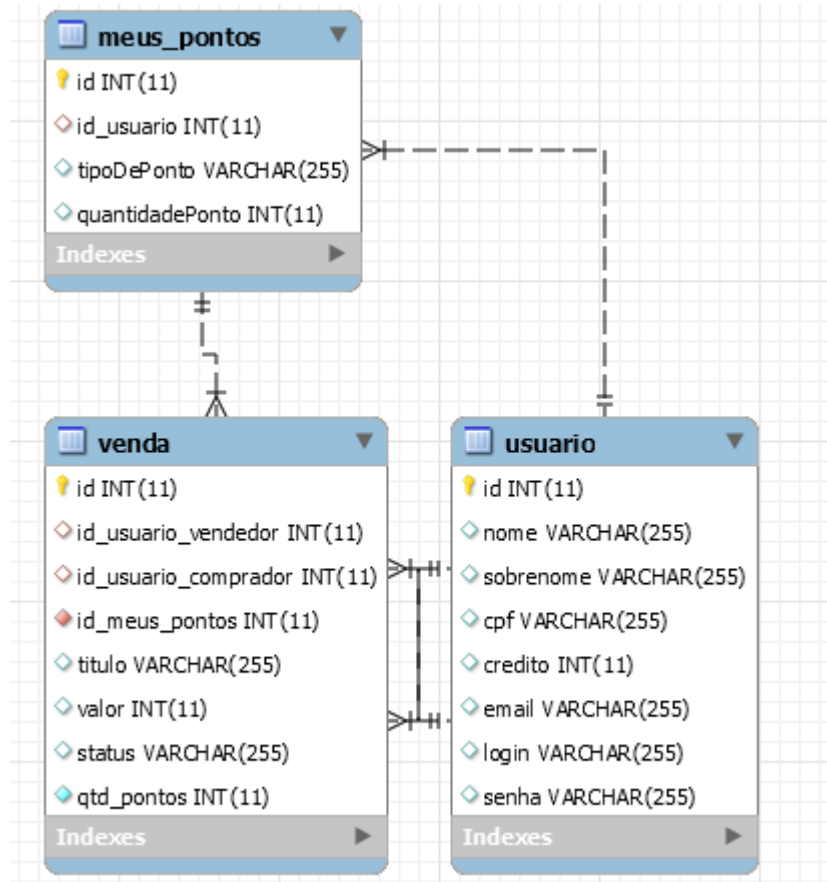 meus_pontos
id INT(11)
id_usuario INT(11)
tipoDePonto VARCHAR(255)
quantidadePonto INT(11)
Indexes
venda
id INT(11)
id_usuario_vendedor INT(11)
id_usuario_comprador INT(11)
id_meus_pontos INT(11)
titulo VARCHAR(255)
valor INT(11)
status VARCHAR(255)
qtd_pontos INT(11)
Indexes
usuario
id INT(11)
nome VARCHAR(255)
sobrenome VARCHAR(255)
cpf VARCHAR(255)
credito INT(11)
email VARCHAR(255)
login VARCHAR(255)
senha VARCHAR(255)
Indexes